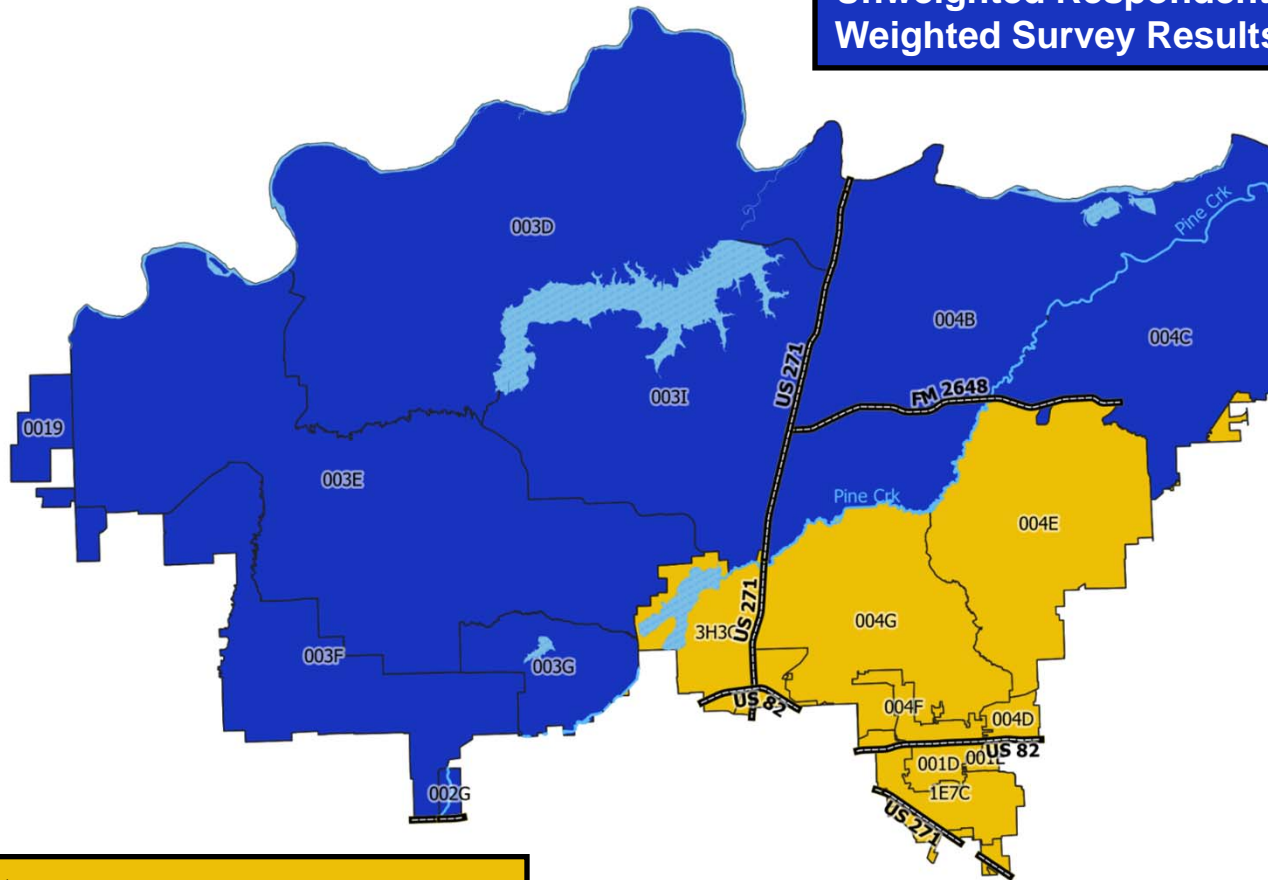 Weighted Survey Results
003D
Pine Crk
004B
004C
US 271
003I
FM 2648
0019
003E
Pine Crk
004E
US 271
004G
003F
003G
US 82
004F
004D
US 82
001D
002G
1E7C
US 271